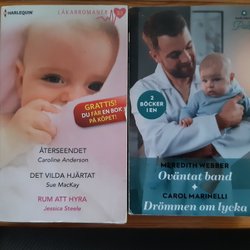 HARLEQUIN
LÄKARROMANER
GRATTIS!
DU FÅR EN BOK
PÅ KÖPET!
ÅTERSEENDET
Caroline Anderson
DET VILDA HJÄRTAT
Sue MacKay
RUM ATT HYRA
Jessica Steele
2
BÖCKER
I EN
MEREDITH WEBBER
Oväntat band
+
CAROL MARINELLI
Drömmen om lycka